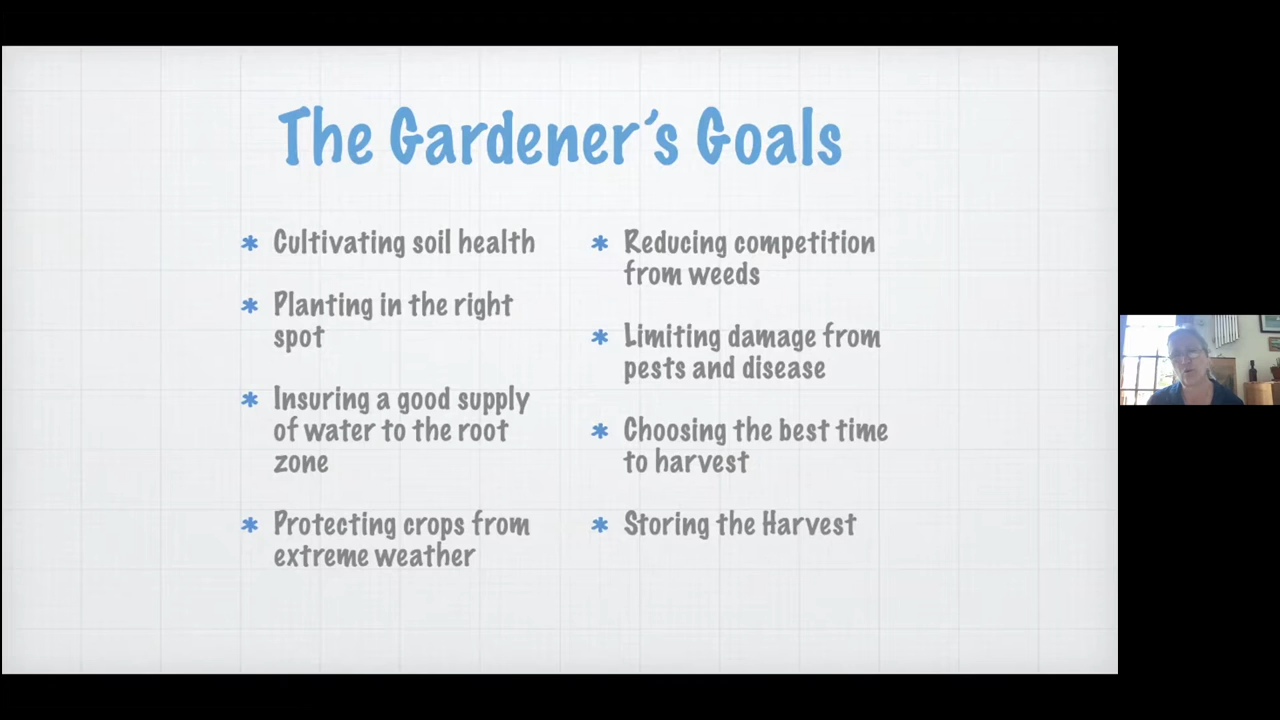 The Gardener´s Goals
* Cultivating soil health
* Planting in the right
spot
* Insuring a good supply
of water to the root
zone
* Protecting crops from
extreme weather
* Reducing competition
from weeds
* Limiting damage from
pests and disease
* Choosing the best time
to harvest
* Storing the Harvest